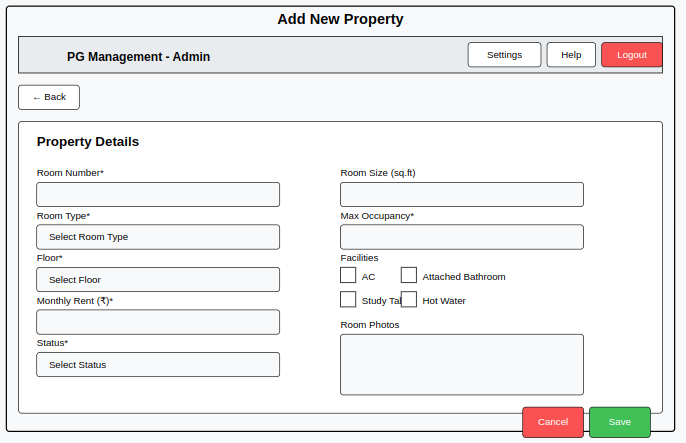 Add New Property
PG Management - Admin
Settings
Help
Logout
← Back
Property Details
Room Number*
Room Type*
Select Room Type
Floor*
Select Floor
Monthly Rent (₹)*
Status*
Select Status
Room Size (sq.ft)
Max Occupancy*
Facilities
AC
Attached Bathroom
Study Tab
Hot Water
Room Photos
Cancel
Save